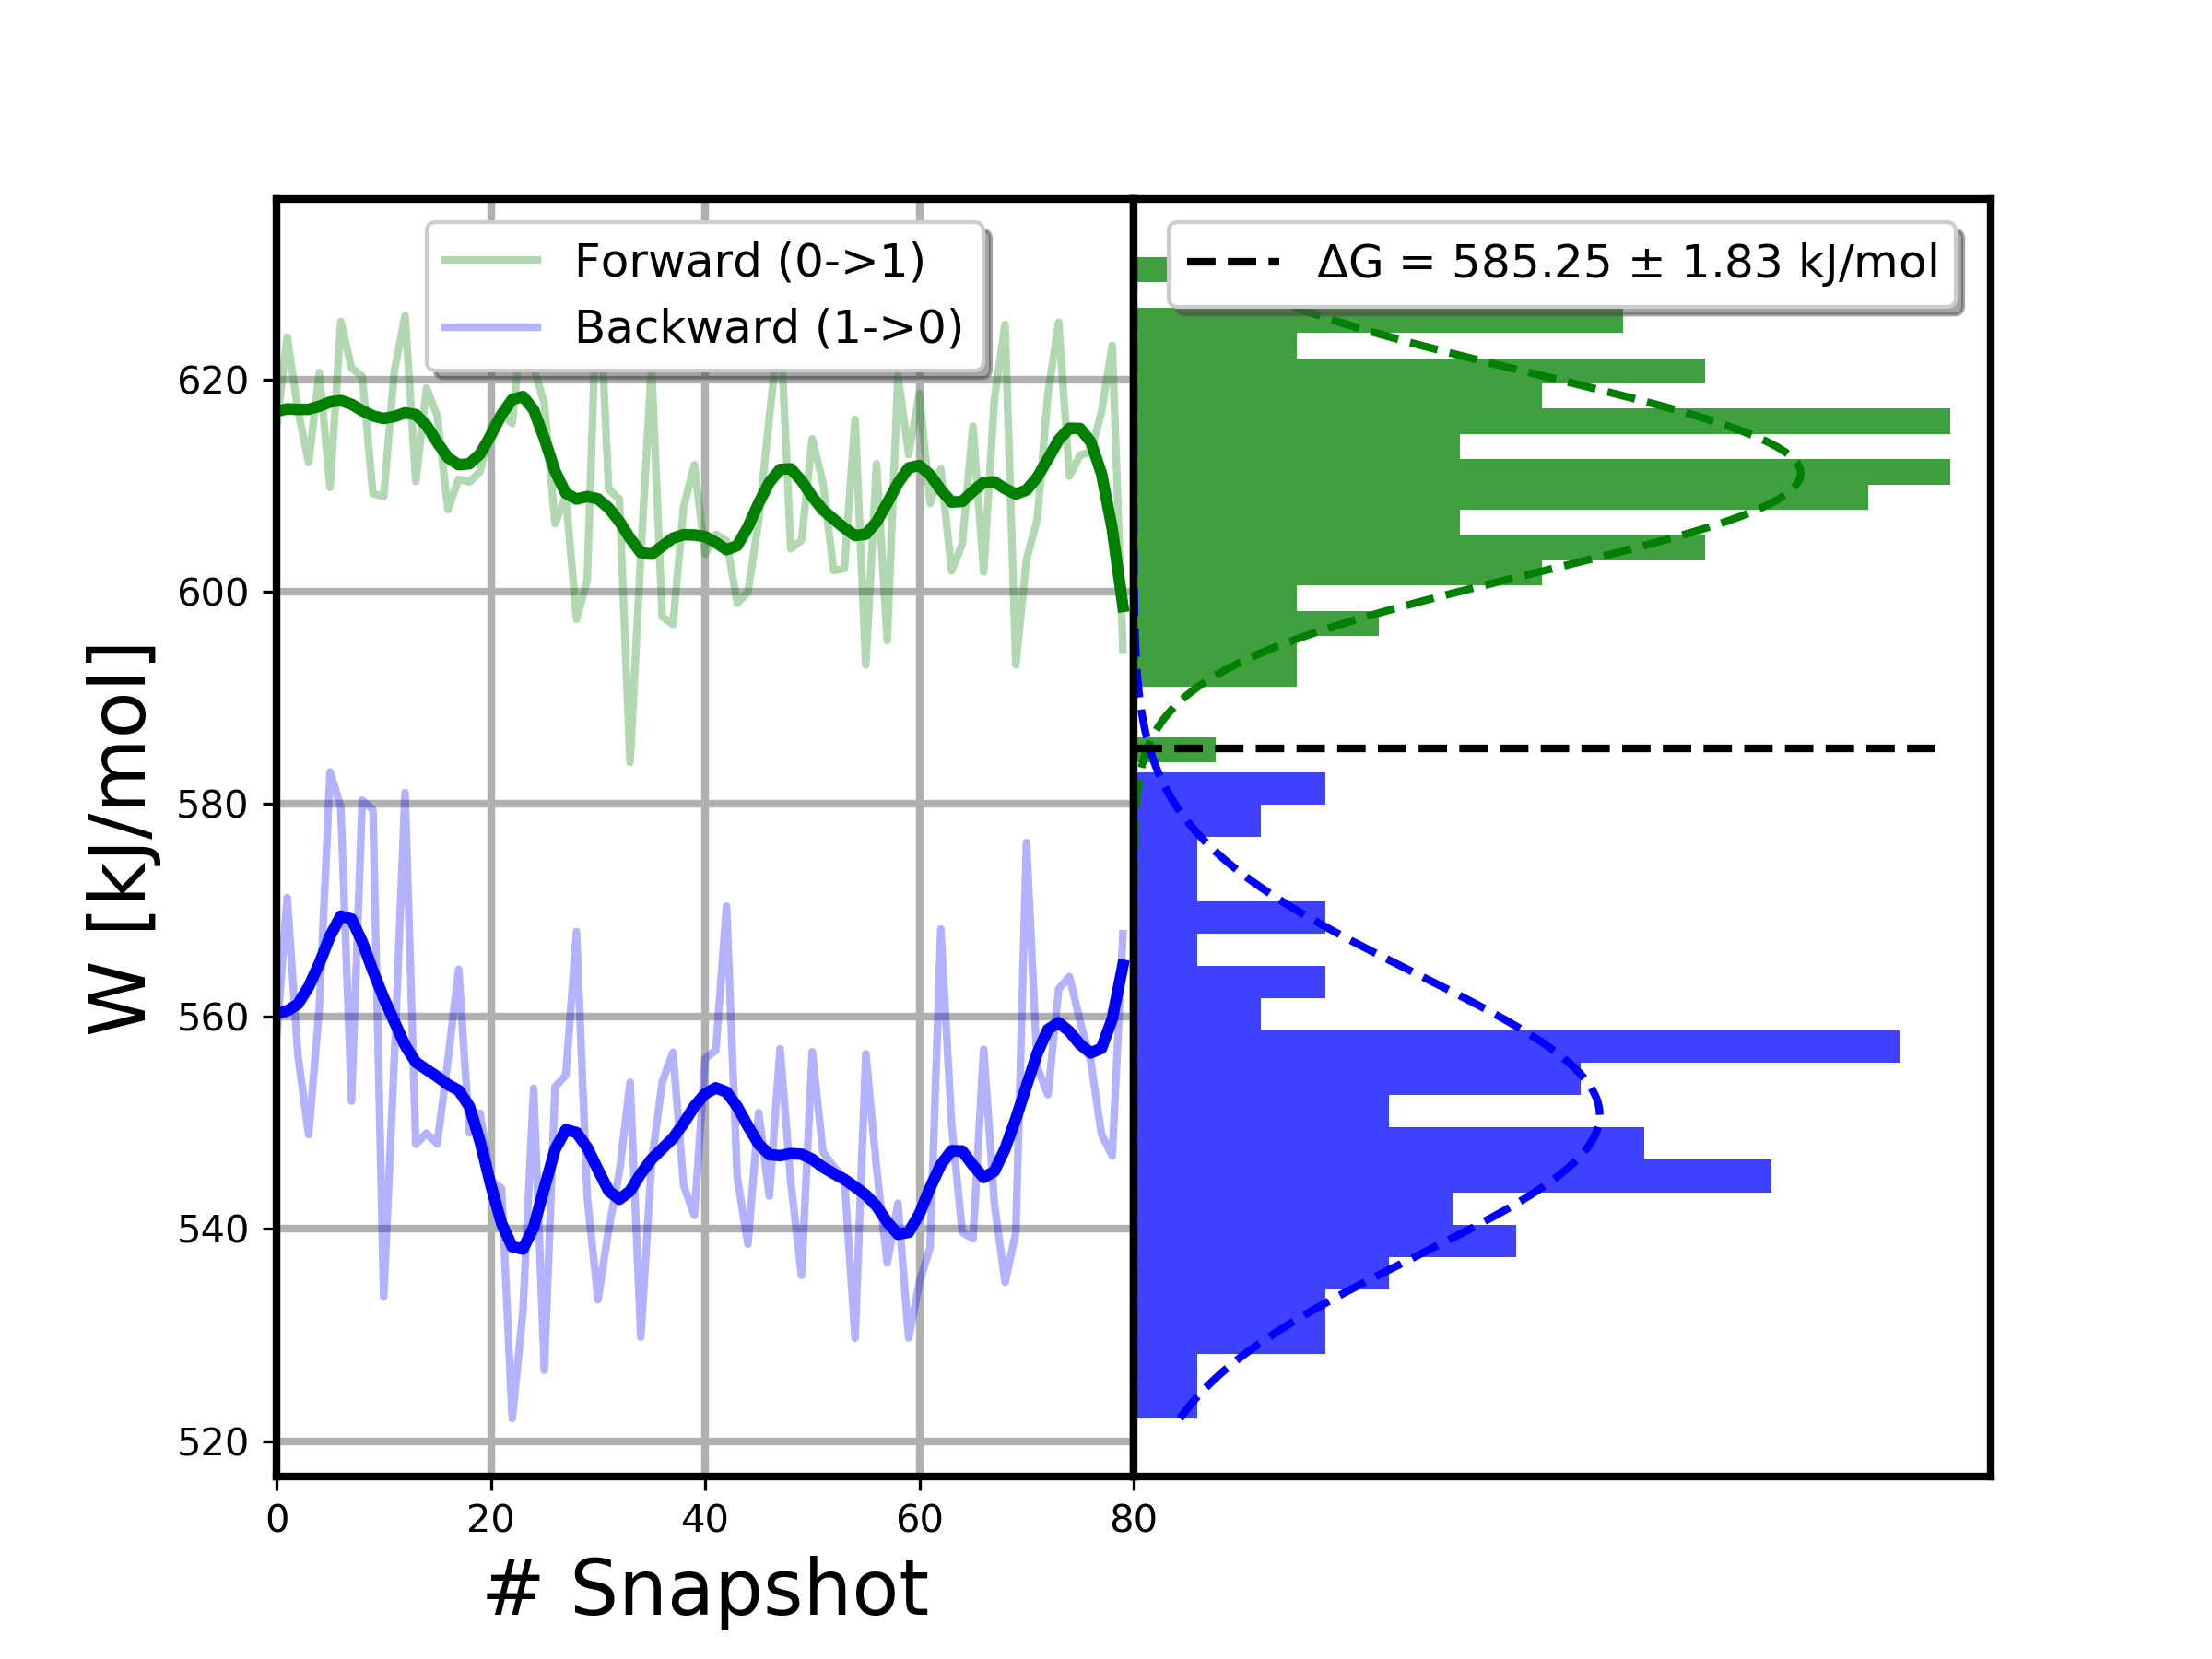 Forward (0->1)
Backward (1->0)
ΔG = 585.25 ± 1.83 kJ/mol
W [kJ/mol]
620
600
580
560
540
520
0 20 40 60 80
# Snapshot